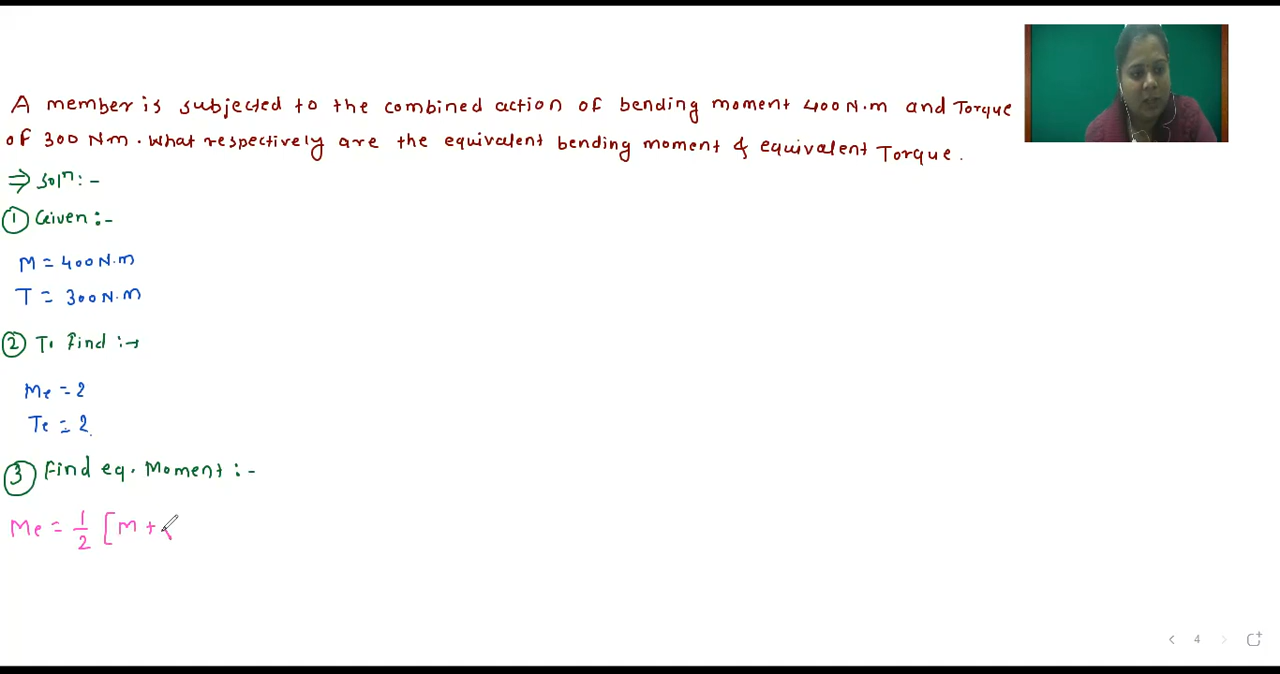 A member is subjected to the combined action of bending moment 400 N.m and Torque
of 300 Nm. What respectively are the equivalent bending moment & equivalent Torque.
⇒ Solⁿ :-
① Given :-
M = 400 N.m
T = 300 N.m
② To Find :→
Me = ?
Te = ?
③ Find eq. Moment :-
Me = 1/2 [M +
< 4 >